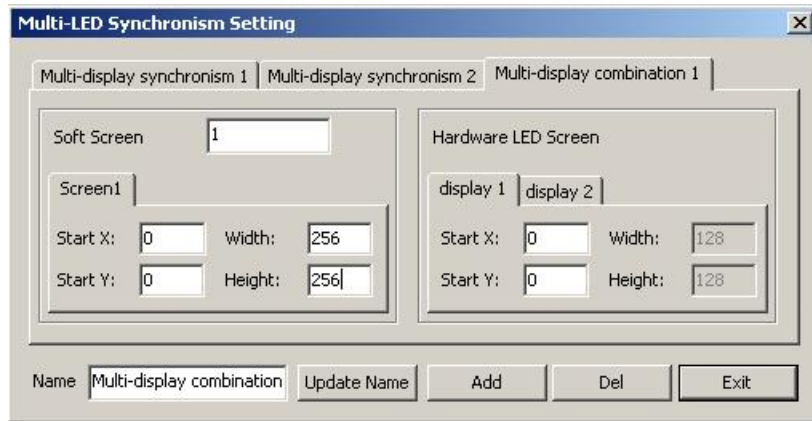 Multi-LED Synchronism Setting
Multi-display synchronism 1 Multi-display synchronism 2 Multi-display combination 1
Soft Screen 1
Hardware LED Screen
Screen1
display 1 display 2
Start X: 0 Width: 256
Start Y: 0 Height: 256
Start X: 0 Width: 128
Start Y: 0 Height: 128
Name Multi-display combination Update Name Add Del Exit